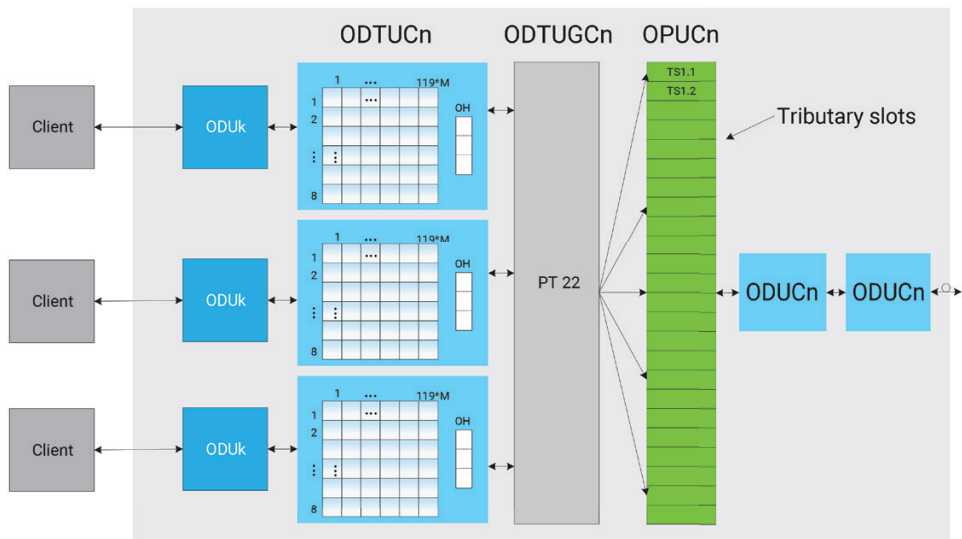 ODTUCn
ODTUGCn
OPUCn
Client
ODUk
1 ... 119*M
1 ...
2
⋮ ⋮
8
OH
TS1.1
TS1.2
Tributary slots
Client
ODUk
1 ... 119*M
1 ...
2
⋮ ⋮
8
OH
PT 22
ODUCn
ODUCn
Client
ODUk
1 ... 119*M
1 ...
2
⋮ ⋮
8
OH